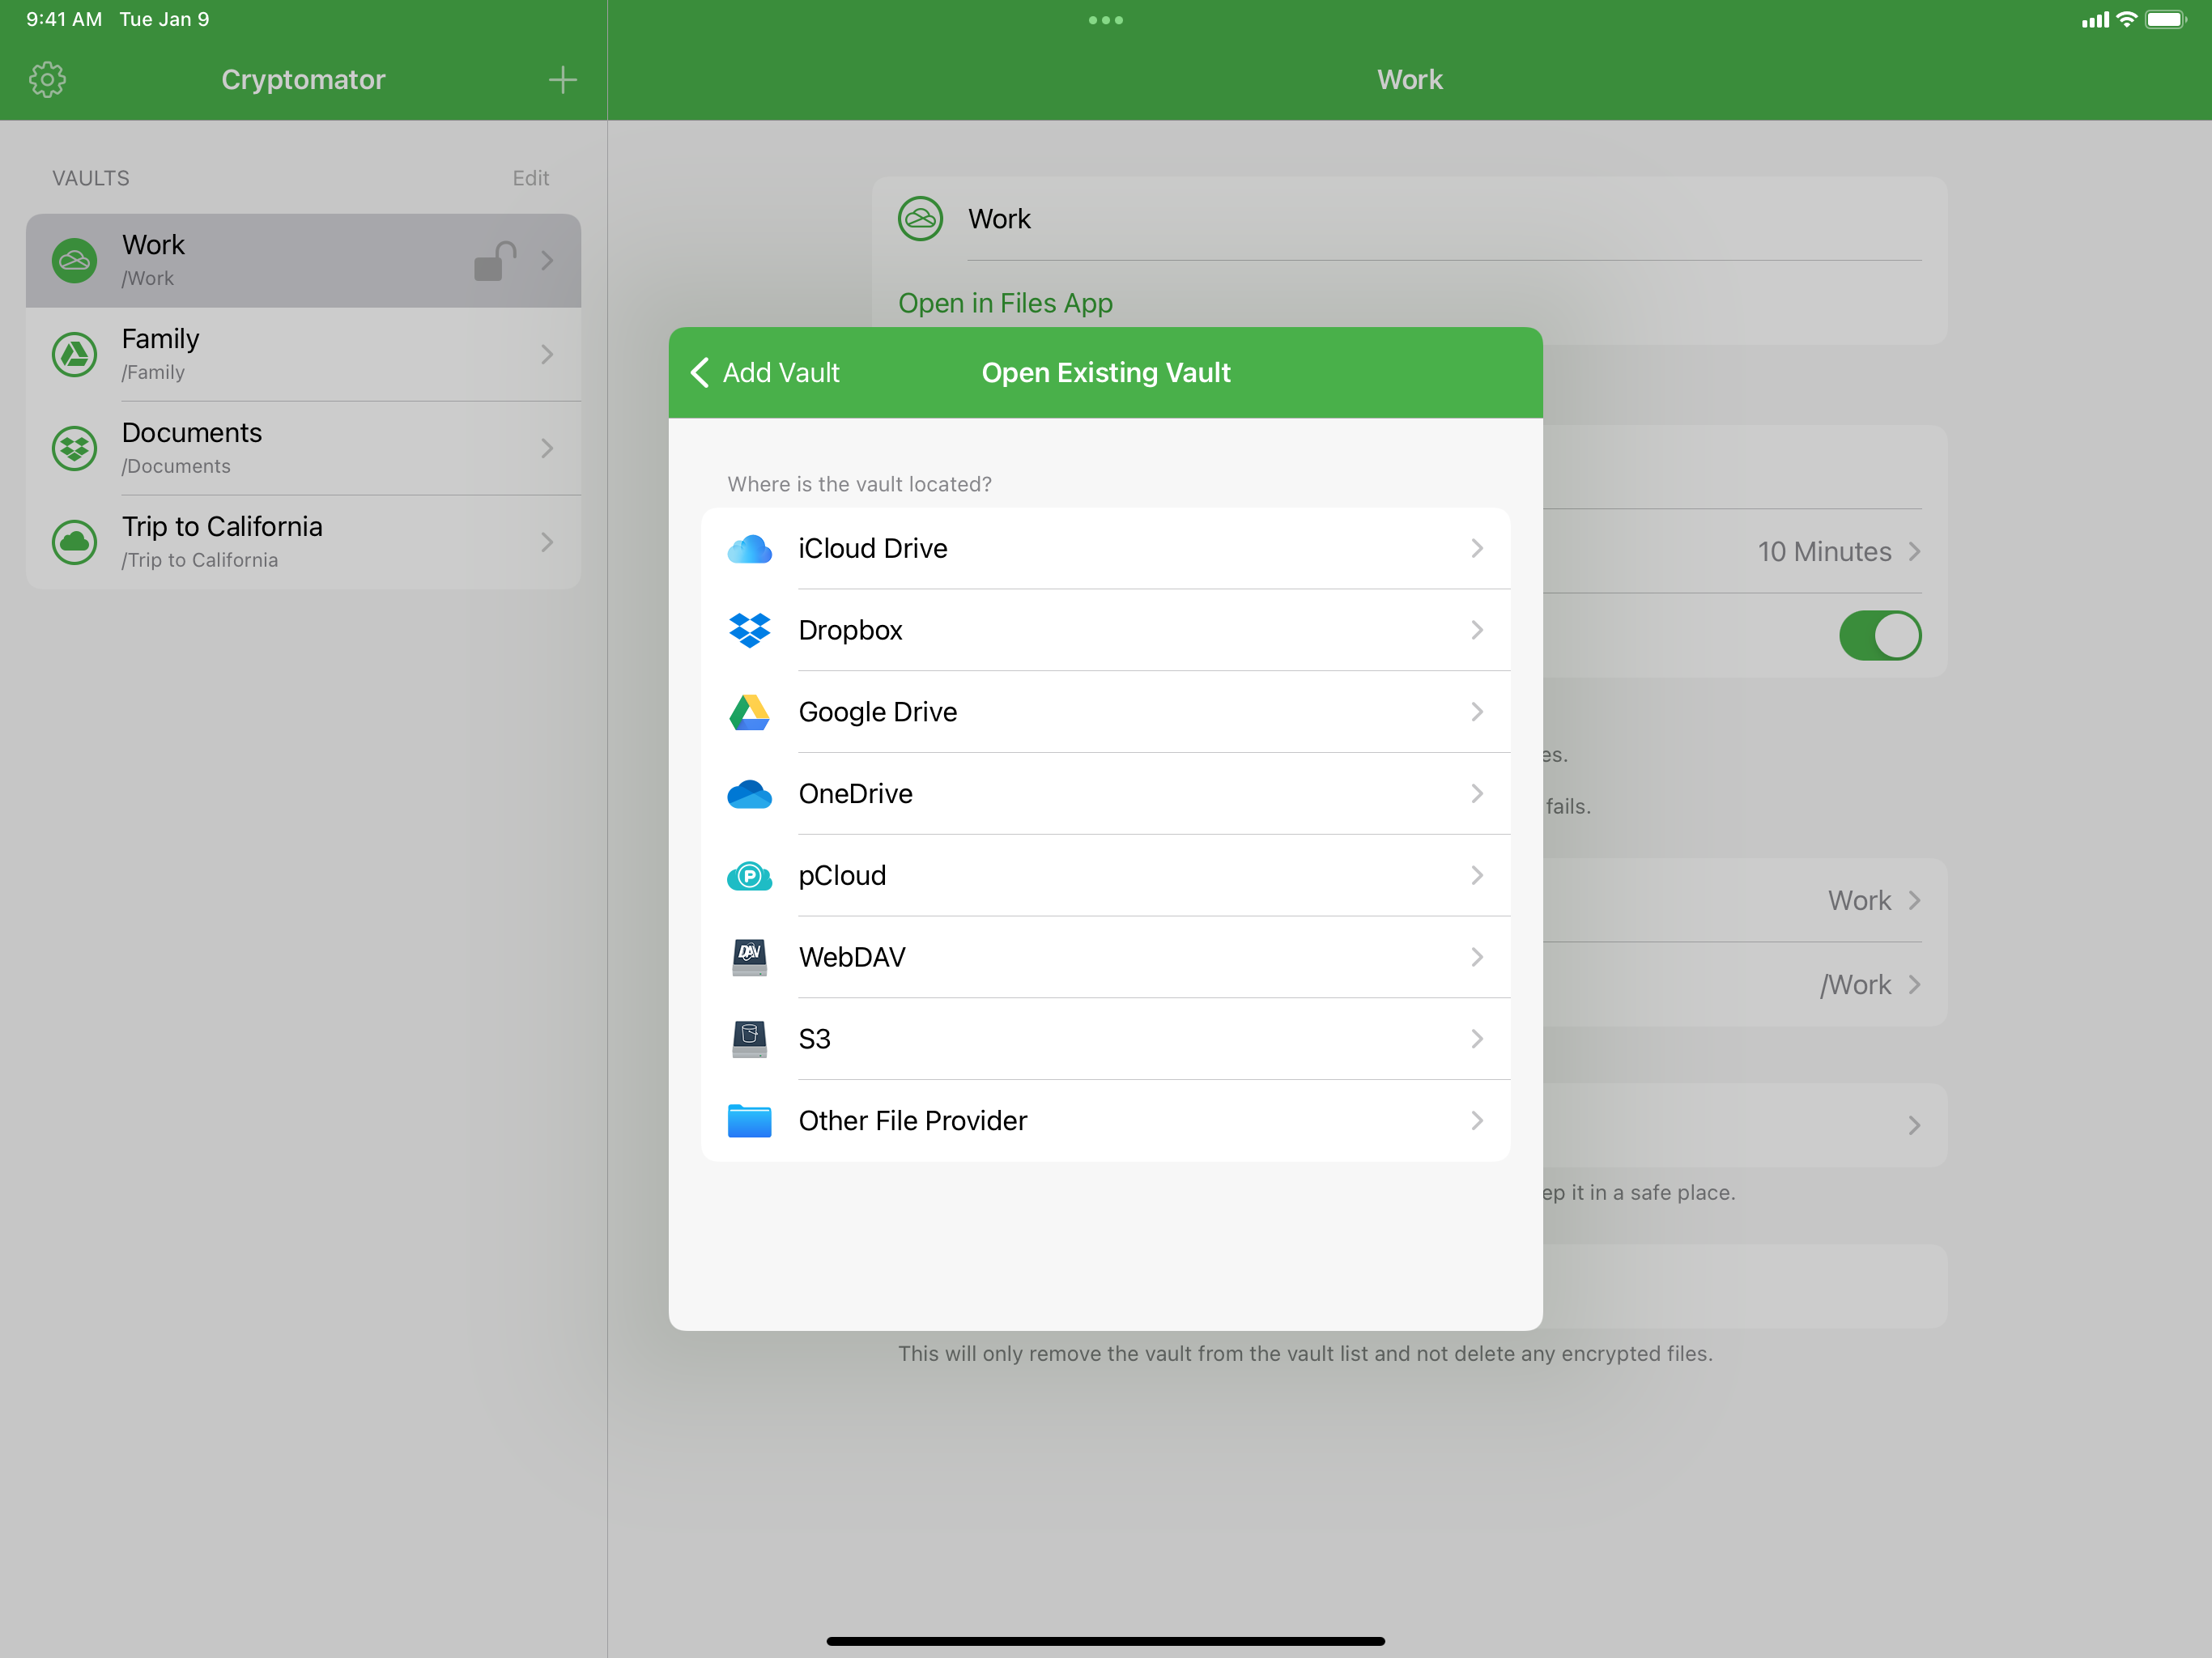 9:41 AM Tue Jan 9
Cryptomator
Work
VAULTS
Edit
Work
/Work
Family
/Family
Documents
/Documents
Trip to California
/Trip to California
Work
Open in Files App
Add Vault
Open Existing Vault
Where is the vault located?
iCloud Drive
Dropbox
Google Drive
OneDrive
pCloud
WebDAV
S3
Other File Provider
10 Minutes
fails.
Work
/Work
it in a safe place.
This will only remove the vault from the vault list and not delete any encrypted files.